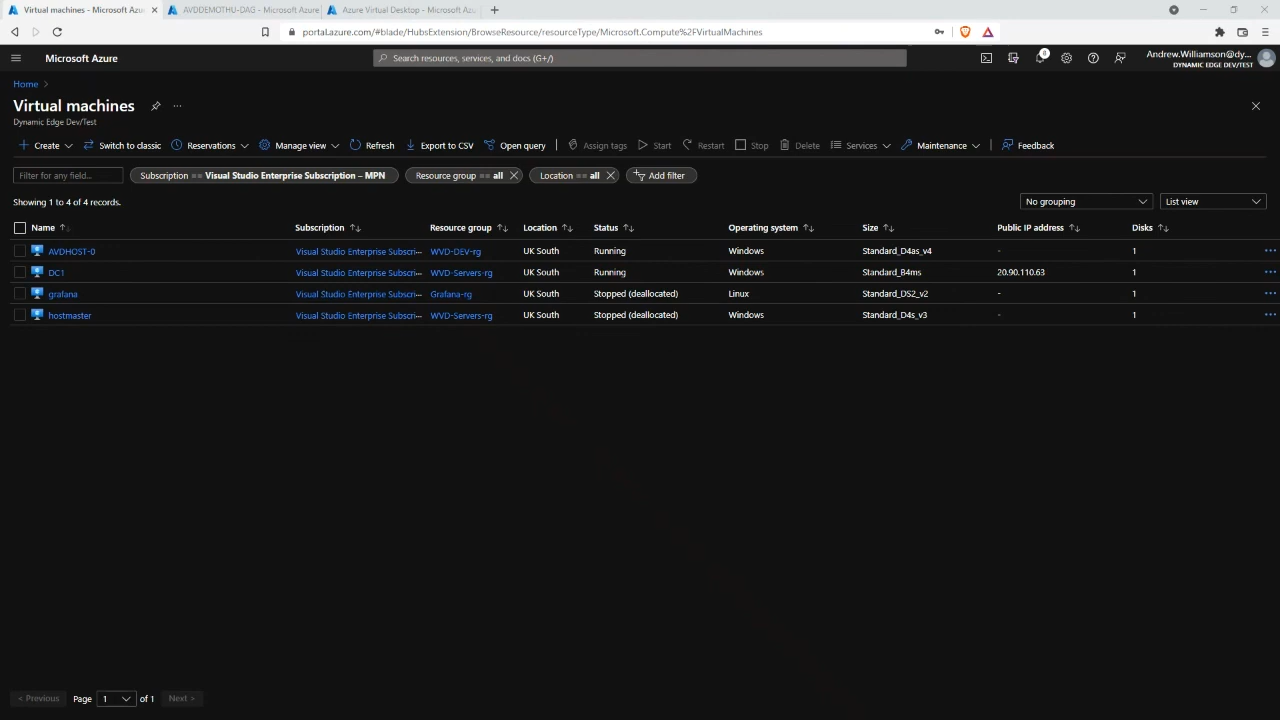 Virtual machines - Microsoft Azu
AVDDEMOTHU-DAG - Microsoft Azure
Azure Virtual Desktop - Microsoft Azu
portal.azure.com/#blade/HubsExtension/BrowseResource/resourceType/Microsoft.Compute%2FVirtualMachines
Microsoft Azure
Search resources, services, and docs (G+/)
8
Andrew.Williamson@dy...
DYNAMIC EDGE DEV/TEST
Home >
Virtual machines
...
Dynamic Edge Dev/Test
Create Switch to classic Reservations Manage view Refresh Export to CSV Open query Assign tags Start Restart Stop Delete Services Maintenance Feedback
Filter for any field... Subscription == Visual Studio Enterprise Subscription – MPN Resource group == all Location == all Add filter
Showing 1 to 4 of 4 records. No grouping List view
Name Subscription Resource group Location Status Operating system Size Public IP address Disks
AVDHOST-0 Visual Studio Enterprise Subscri... WVD-DEV-rg UK South Running Windows Standard_D4as_v4 - 1 ...
DC1 Visual Studio Enterprise Subscri... WVD-Servers-rg UK South Running Windows Standard_B4ms 20.90.110.63 1 ...
grafana Visual Studio Enterprise Subscri... Grafana-rg UK South Stopped (deallocated) Linux Standard_DS2_v2 - 1 ...
hostmaster Visual Studio Enterprise Subscri... WVD-Servers-rg UK South Stopped (deallocated) Windows Standard_D4s_v3 - 1 ...
< Previous Page 1 of 1 Next >